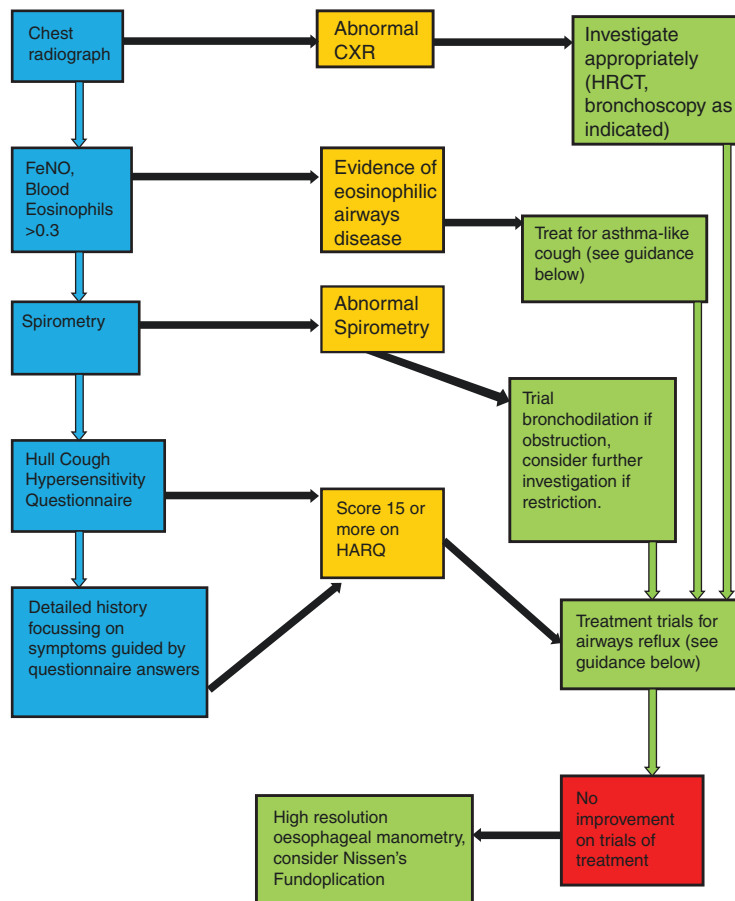 Chest
radiograph
Abnormal
CXR
Investigate
appropriately
(HRCT,
bronchoscopy as
indicated)
FeNO,
Blood
Eosinophils
>0.3
Evidence of
eosinophilic
airways
disease
Treat for asthma-like
cough (see guidance
below)
Spirometry
Abnormal
Spirometry
Trial
bronchodilation if
obstruction,
consider further
investigation if
restriction.
Hull Cough
Hypersensitivity
Questionnaire
Score 15 or
more on
HARQ
Detailed history
focussing on
symptoms guided by
questionnaire answers
Treatment trials for
airways reflux (see
guidance below)
No
improvement
on trials of
treatment
High resolution
oesophageal manometry,
consider Nissen's
Fundoplication